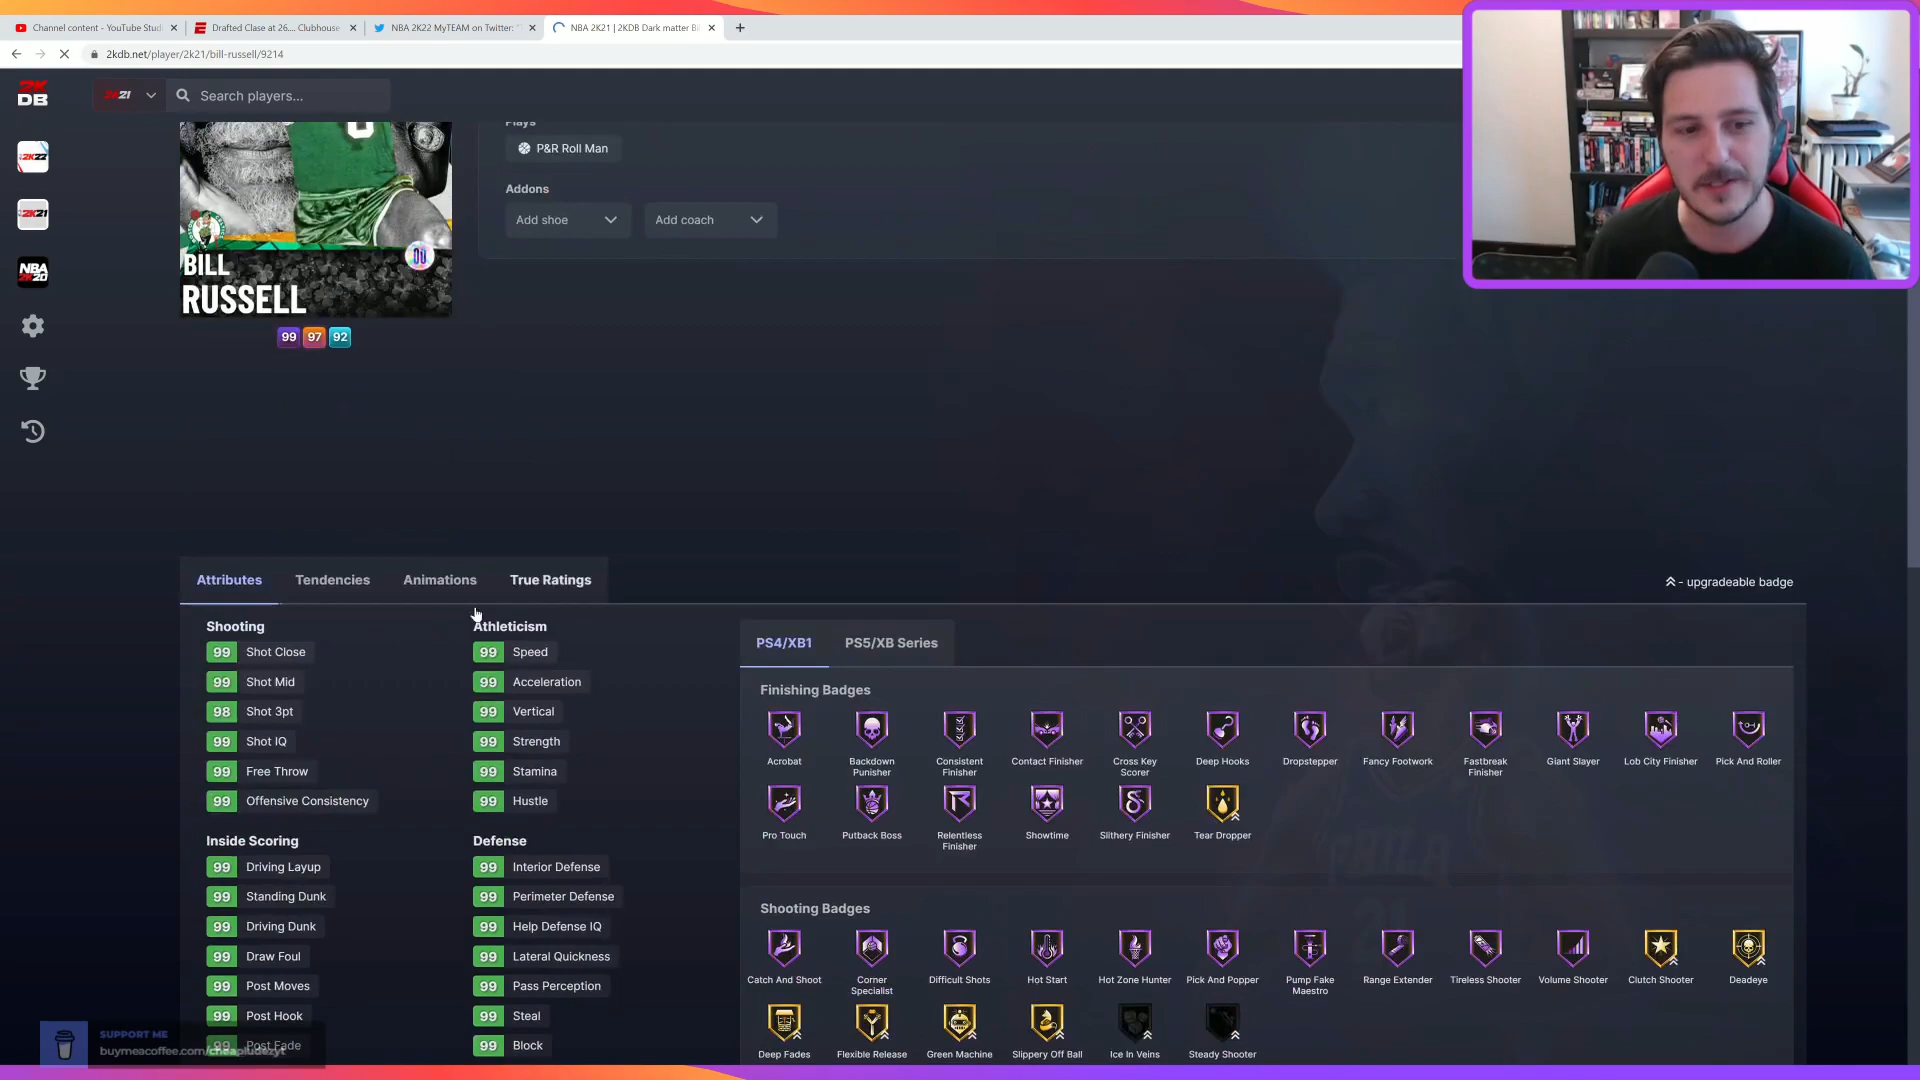 Channel content - YouTube Studi
Drafted Clase at 26.... Clubhouse
NBA 2K22 MyTEAM on Twitter: "
NBA 2K21 | 2KDB Dark matter Bi
2kdb.net/player/2k21/bill-russell/9214
2K
DB
2K21
Search players...
2K22
2K21
NBA
2K20
Plays
P&R Roll Man
Addons
Add shoe
Add coach
BILL
RUSSELL
99 97 92
Attributes
Tendencies
Animations
True Ratings
- upgradeable badge
Shooting
99 Shot Close
99 Shot Mid
98 Shot 3pt
99 Shot IQ
99 Free Throw
99 Offensive Consistency
Inside Scoring
99 Driving Layup
99 Standing Dunk
99 Driving Dunk
99 Draw Foul
99 Post Moves
99 Post Hook
99 Post Fade
Athleticism
99 Speed
99 Acceleration
99 Vertical
99 Strength
99 Stamina
99 Hustle
Defense
99 Interior Defense
99 Perimeter Defense
99 Help Defense IQ
99 Lateral Quickness
99 Pass Perception
99 Steal
99 Block
PS4/XB1
PS5/XB Series
Finishing Badges
Acrobat
Backdown
Punisher
Consistent
Finisher
Contact Finisher
Cross Key
Scorer
Deep Hooks
Dropstepper
Fancy Footwork
Fastbreak
Finisher
Giant Slayer
Lob City Finisher
Pick And Roller
Pro Touch
Putback Boss
Relentless
Finisher
Showtime
Slithery Finisher
Tear Dropper
PHILA
21
Shooting Badges
Catch And Shoot
Corner
Specialist
Difficult Shots
Hot Start
Hot Zone Hunter
Pick And Popper
Pump Fake
Maestro
Range Extender
Tireless Shooter
Volume Shooter
Clutch Shooter
Deadeye
Deep Fades
Flexible Release
Green Machine
Slippery Off Ball
Ice In Veins
Steady Shooter
SUPPORT ME
buymeacoffee.com/cheapludezyt